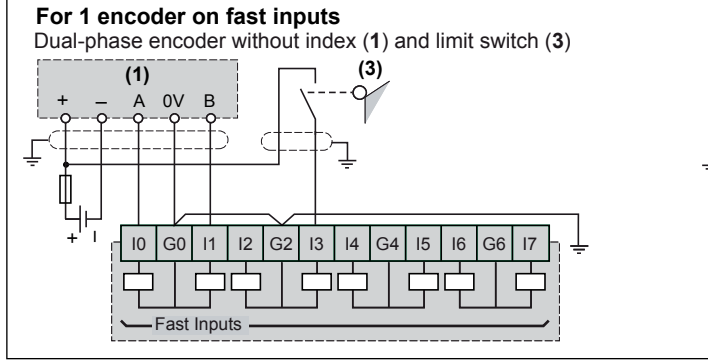 For 1 encoder on fast inputs
Dual-phase encoder without index (1) and limit switch (3)
(1)
(3)
+ – A 0V B
+
I0 G0 I1 I2 G2 I3 I4 G4 I5 I6 G6 I7
Fast Inputs